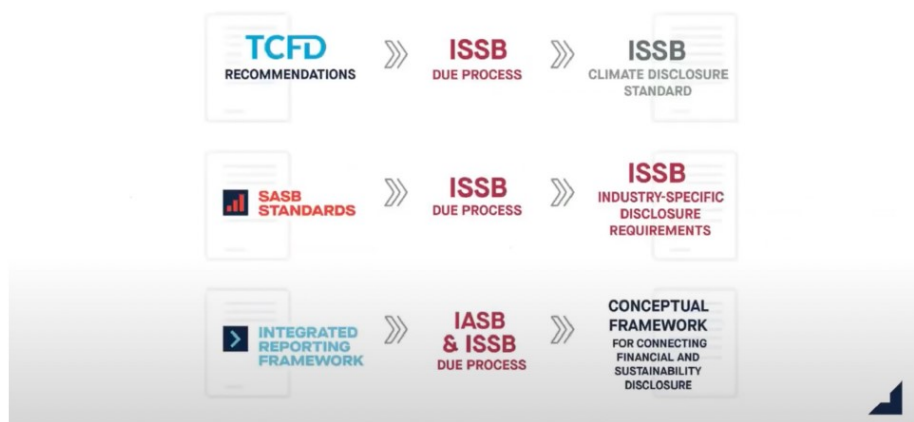 TCFD
RECOMMENDATIONS
ISSB
DUE PROCESS
ISSB
CLIMATE DISCLOSURE
STANDARD
SASB
STANDARDS
ISSB
DUE PROCESS
ISSB
INDUSTRY-SPECIFIC
DISCLOSURE
REQUIREMENTS
INTEGRATED
REPORTING
FRAMEWORK
IASB
& ISSB
DUE PROCESS
CONCEPTUAL
FRAMEWORK
FOR CONNECTING
FINANCIAL AND
SUSTAINABILITY
DISCLOSURE